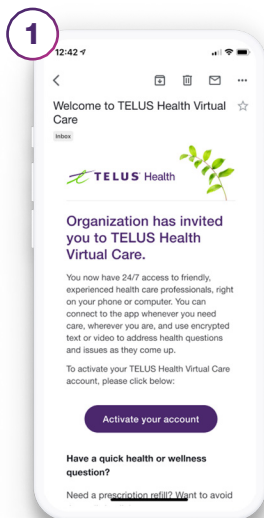 1
12:42
Welcome to TELUS Health Virtual
Care
Inbox
TELUS Health
Organization has invited
you to TELUS Health
Virtual Care.
You now have 24/7 access to friendly,
experienced health care professionals, right
on your phone or computer. You can
connect to the app whenever you need
care, wherever you are, and use encrypted
text or video to address health questions
and issues as they come up.
To activate your TELUS Health Virtual Care
account, please click below:
Activate your account
Have a quick health or wellness
question?
Need a prescription refill? Want to avoid